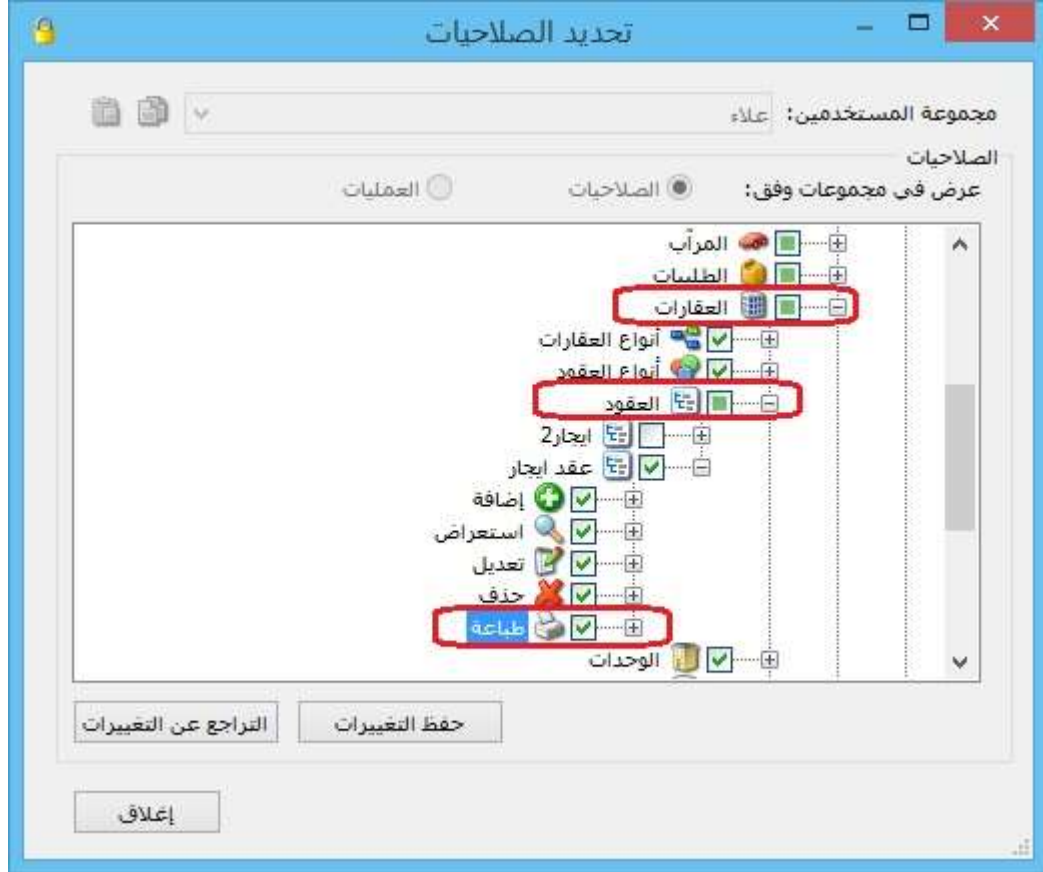 تحديد الصلاحيات
مجموعة المستخدمين: علاء
الصلاحيات
عرض في مجموعات وفق: الصلاحيات العمليات
المرآب
الطلبيات
العقارات
أنواع العقارات
أنواع العقود
العقود
ايجار2
عقد ايجار
إضافة
استعراض
تعديل
حذف
طباعة
الوحدات
حفظ التغييرات التراجع عن التغييرات
إغلاق